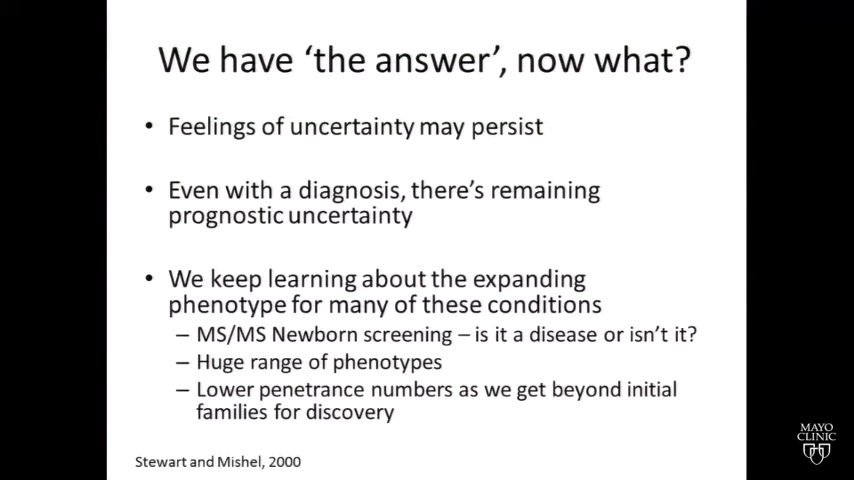 We have ‘the answer’, now what?
• Feelings of uncertainty may persist
• Even with a diagnosis, there’s remaining
prognostic uncertainty
• We keep learning about the expanding
phenotype for many of these conditions
– MS/MS Newborn screening – is it a disease or isn’t it?
– Huge range of phenotypes
– Lower penetrance numbers as we get beyond initial
families for discovery
Stewart and Mishel, 2000
MAYO
CLINIC